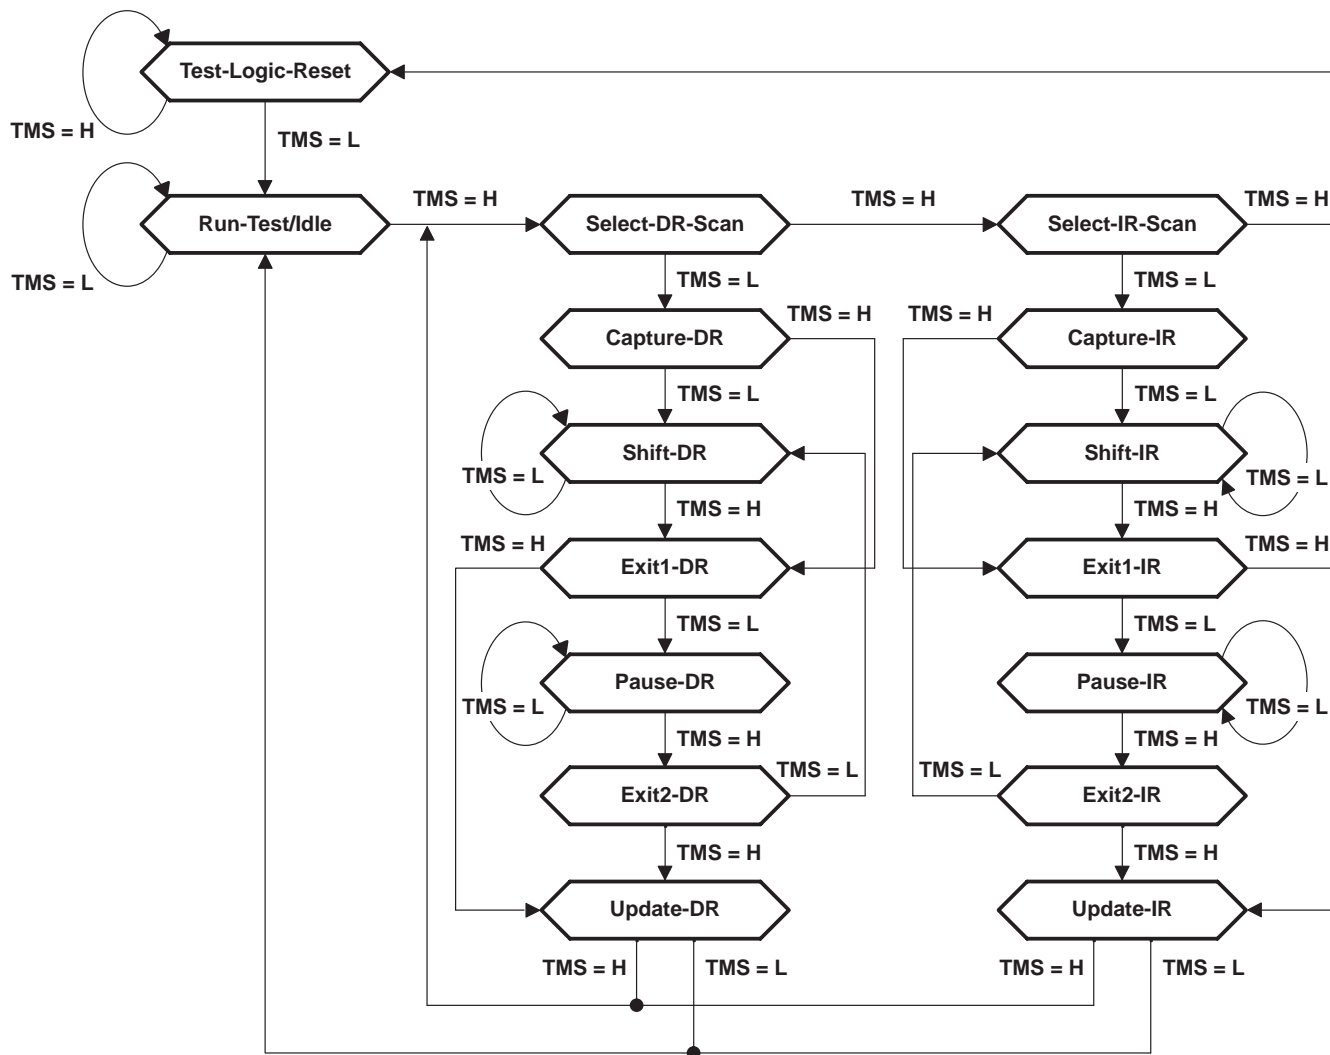 Test-Logic-Reset
TMS = H
TMS = L
TMS = H
TMS = H
TMS = H
Run-Test/Idle
Select-DR-Scan
Select-IR-Scan
TMS = L
TMS = L
TMS = L
TMS = H
TMS = H
Capture-DR
Capture-IR
TMS = L
TMS = L
Shift-DR
Shift-IR
TMS = L
TMS = L
TMS = H
TMS = H
TMS = H
TMS = H
Exit1-DR
Exit1-IR
TMS = L
TMS = L
Pause-DR
Pause-IR
TMS = L
TMS = L
TMS = H
TMS = H
TMS = L
TMS = L
Exit2-DR
Exit2-IR
TMS = H
TMS = H
Update-DR
Update-IR
TMS = H
TMS = L
TMS = H
TMS = L